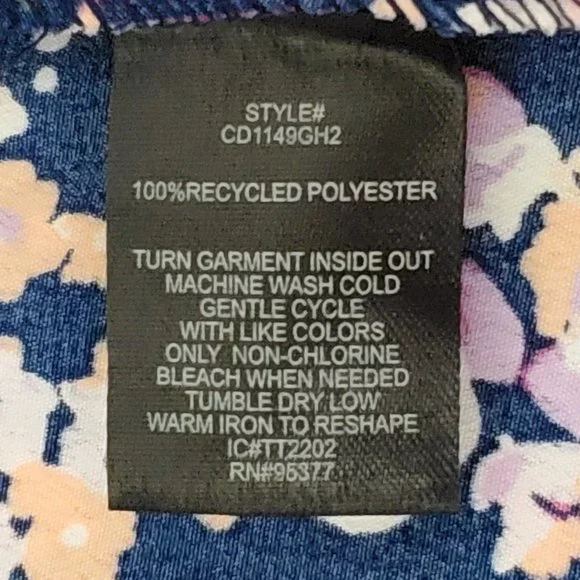 STYLE#
CD1149GH2
100%RECYCLED POLYESTER
TURN GARMENT INSIDE OUT
MACHINE WASH COLD
GENTLE CYCLE
WITH LIKE COLORS
ONLY NON-CHLORINE
BLEACH WHEN NEEDED
TUMBLE DRY LOW
WARM IRON TO RESHAPE
IC#TT2202
RN#95377